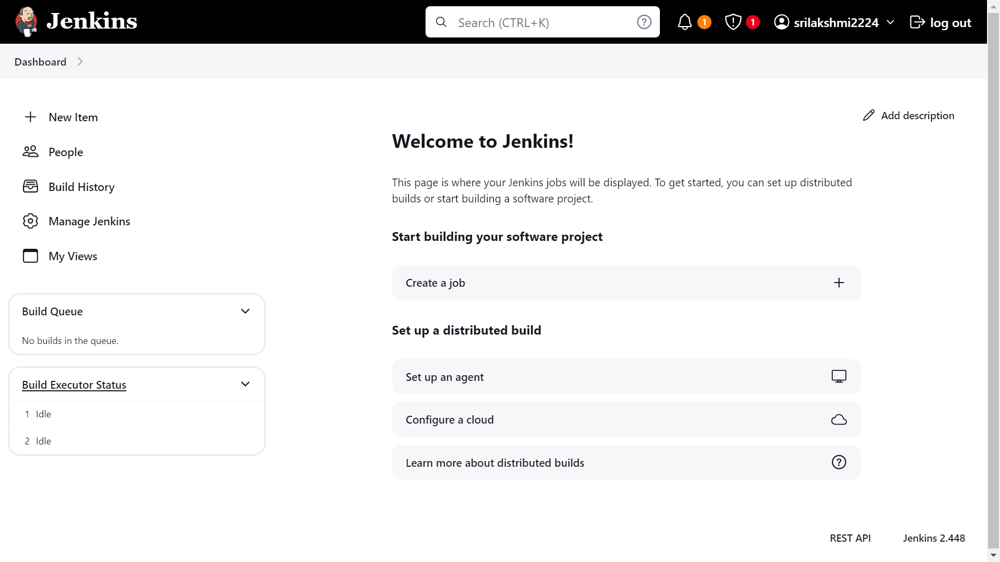 Jenkins
Search (CTRL+K)
1
1
srilakshmi2224
log out
Dashboard
New Item
People
Build History
Manage Jenkins
My Views
Build Queue
No builds in the queue.
Build Executor Status
1 Idle
2 Idle
Add description
Welcome to Jenkins!
This page is where your Jenkins jobs will be displayed. To get started, you can set up distributed
builds or start building a software project.
Start building your software project
Create a job
Set up a distributed build
Set up an agent
Configure a cloud
Learn more about distributed builds
REST API
Jenkins 2.448